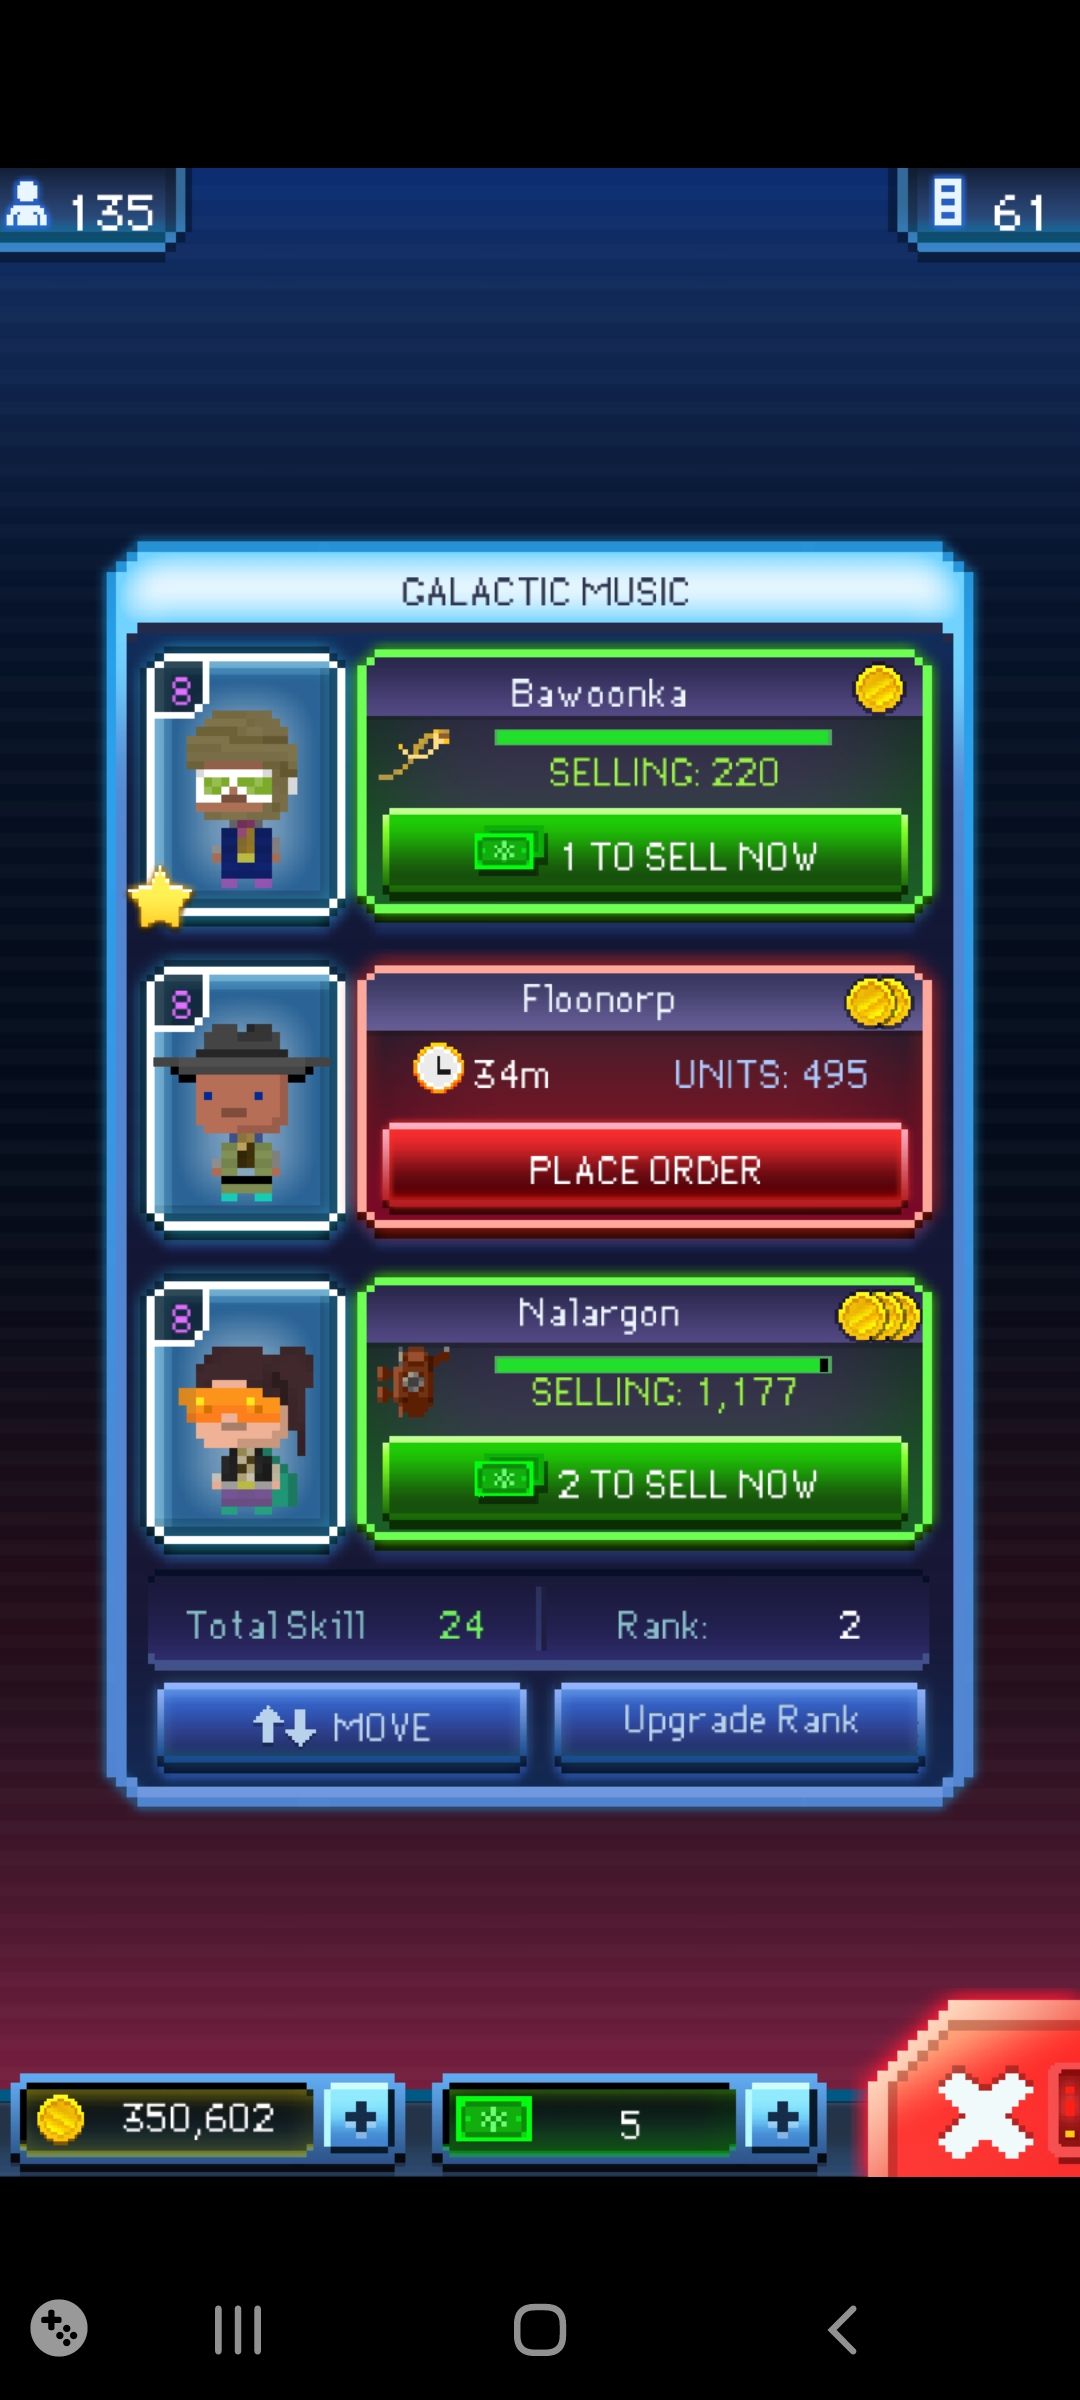 135
61
GALACTIC MUSIC
8
Bawoonka
SELLING: 220
1 TO SELL NOW
8
Floonorp
34m
UNITS: 495
PLACE ORDER
8
Nalargon
SELLING: 1,177
2 TO SELL NOW
Total Skill 24
Rank: 2
MOVE
Upgrade Rank
350,602
5